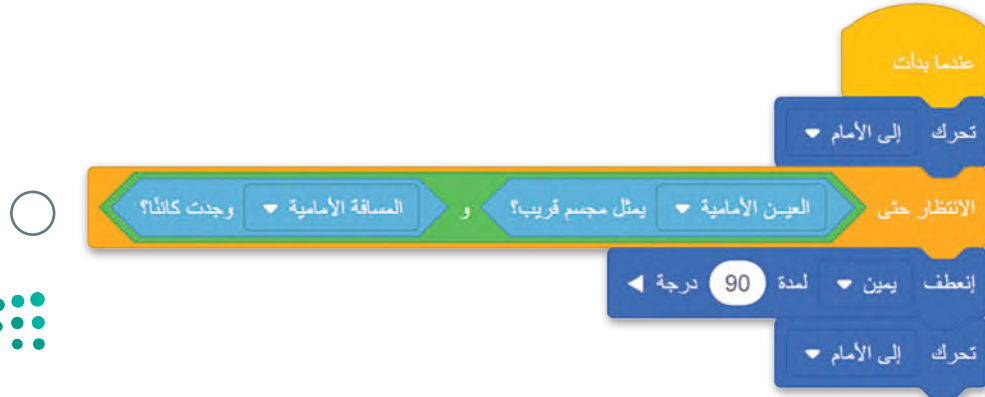 عندما بدأت
تحرك إلى الأمام
الانتظار حتى العيـن الأمامية يمثل مجسم قريب؟ و المسافة الأمامية وجدت كائنًا؟
إنعطف يمين لمدة 90 درجة
تحرك إلى الأمام